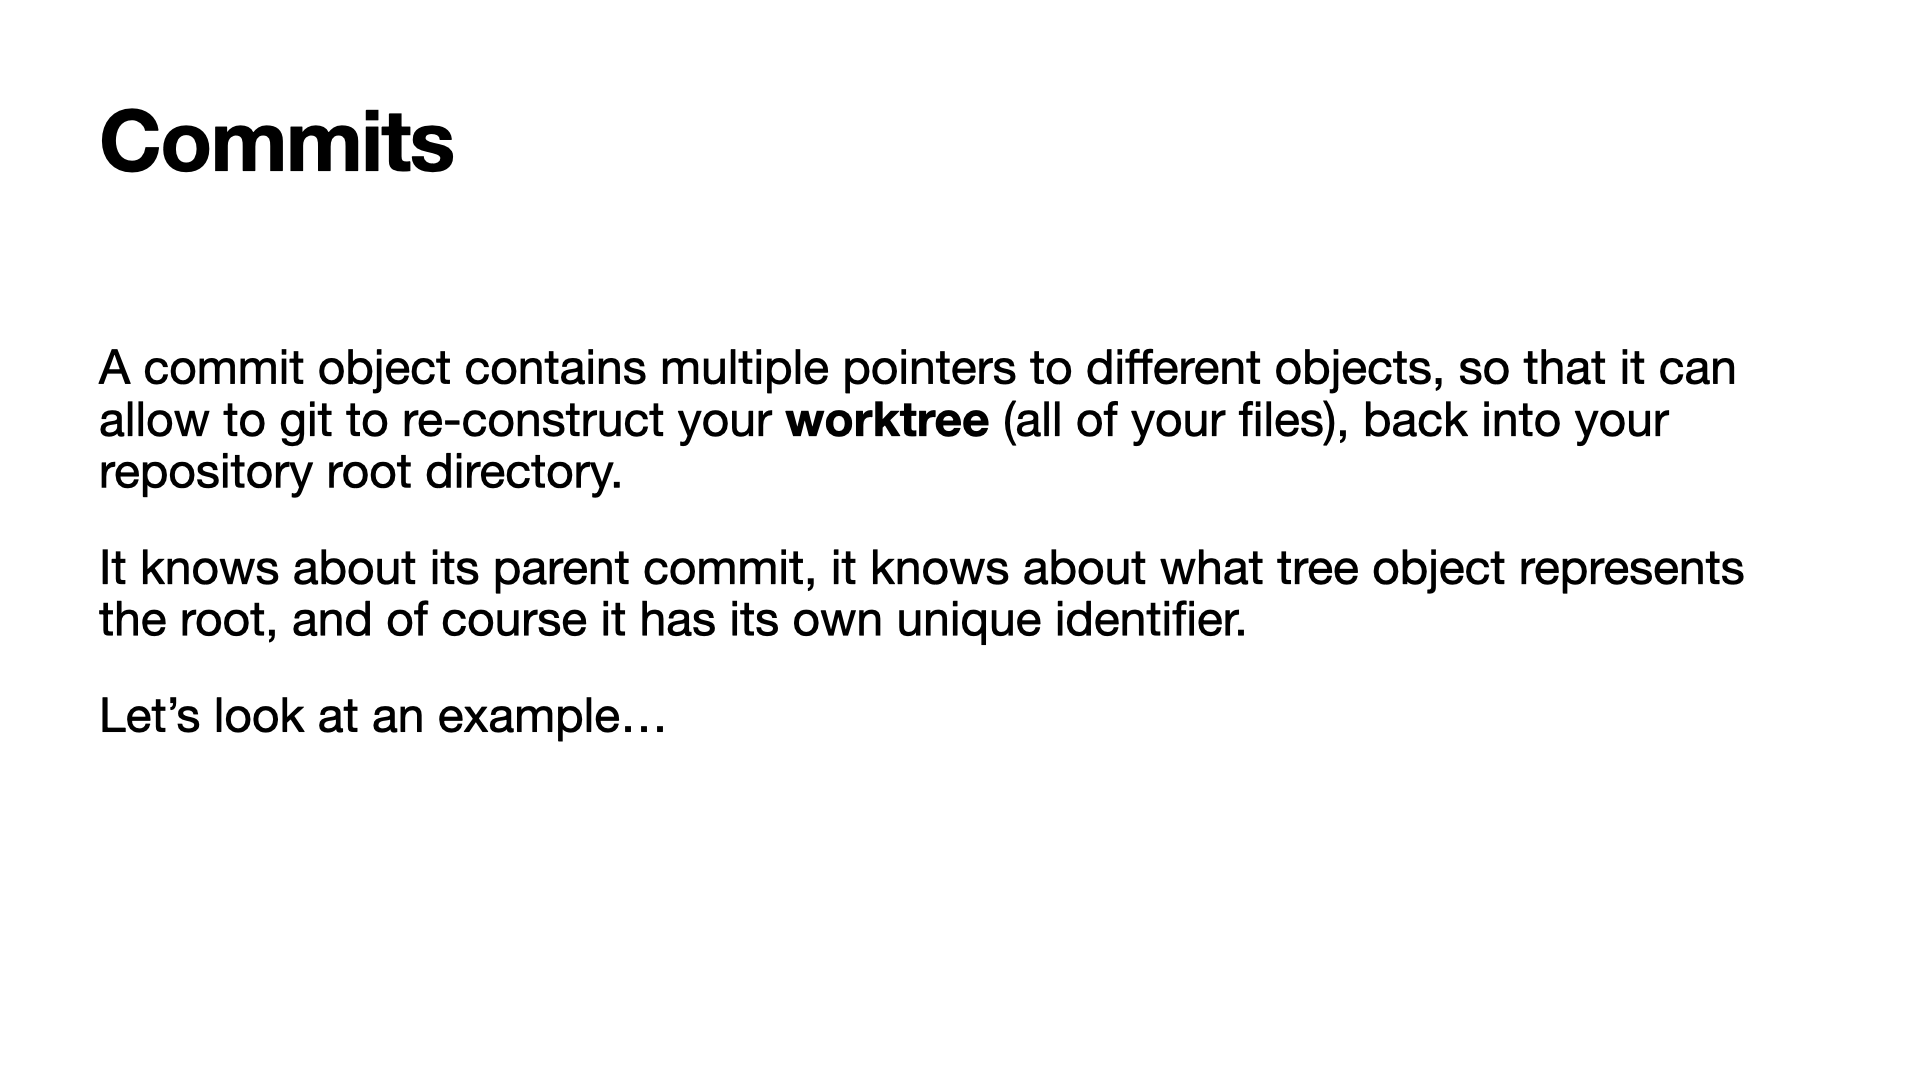 Commits
A commit object contains multiple pointers to different objects, so that it can
allow to git to re-construct your worktree (all of your files), back into your
repository root directory.
It knows about its parent commit, it knows about what tree object represents
the root, and of course it has its own unique identifier.
Let’s look at an example…